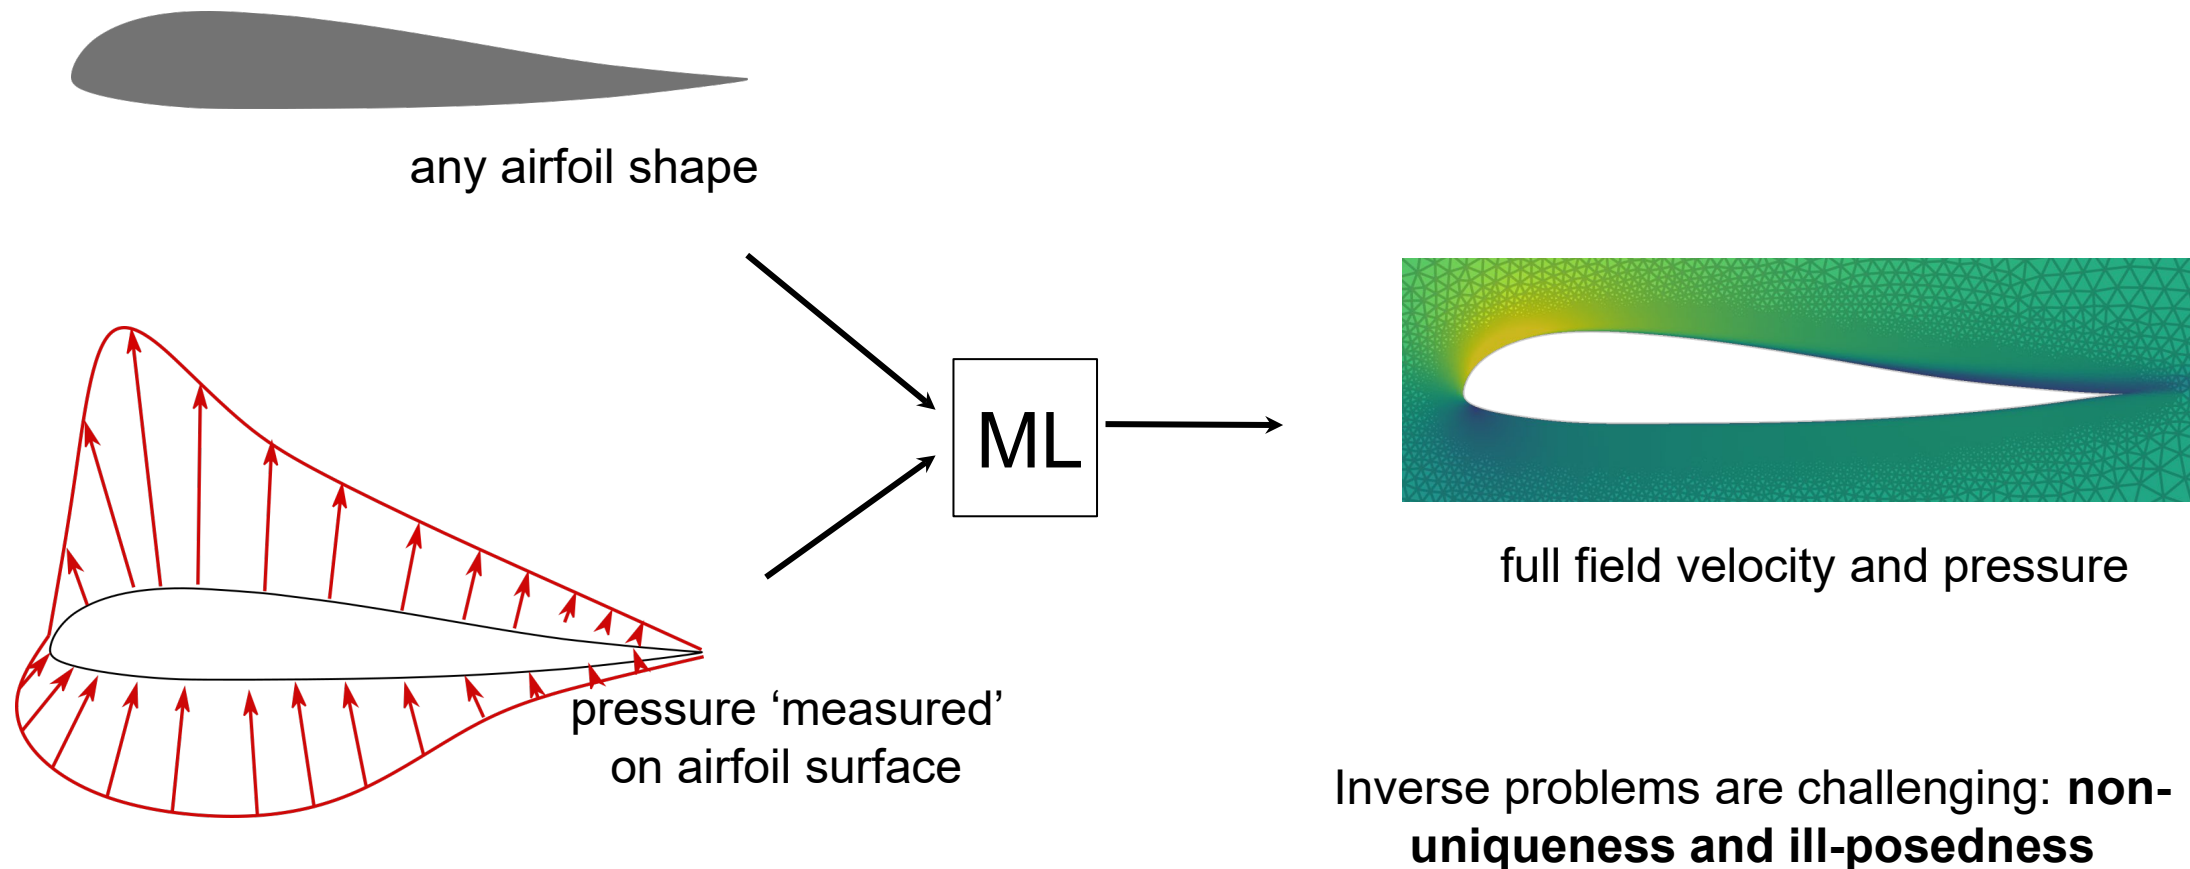 any airfoil shape
ML
full field velocity and pressure
pressure ‘measured’
on airfoil surface
Inverse problems are challenging: non-
uniqueness and ill-posedness